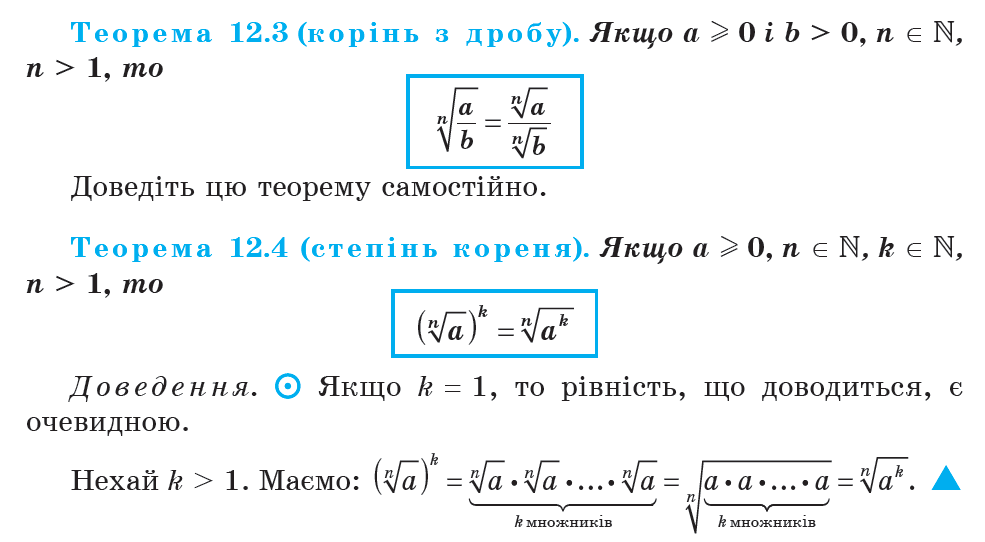 Теорема 12.3 (корінь з дробу). Якщо a ⩾ 0 і b > 0, n ∈ ℕ,
n > 1, то
ⁿ√(a/b) = ⁿ√a / ⁿ√b
Доведіть цю теорему самостійно.
Теорема 12.4 (степінь кореня). Якщо a ⩾ 0, n ∈ ℕ, k ∈ ℕ,
n > 1, то
(ⁿ√a)ᵏ = ⁿ√(aᵏ)
Доведення. ⊙ Якщо k = 1, то рівність, що доводиться, є
очевидною.
Нехай k > 1. Маємо: (ⁿ√a)ᵏ = ⁿ√a · ⁿ√a · ... · ⁿ√a = ⁿ√(a · a · ... · a) = ⁿ√(aᵏ). ▲
k множників k множників